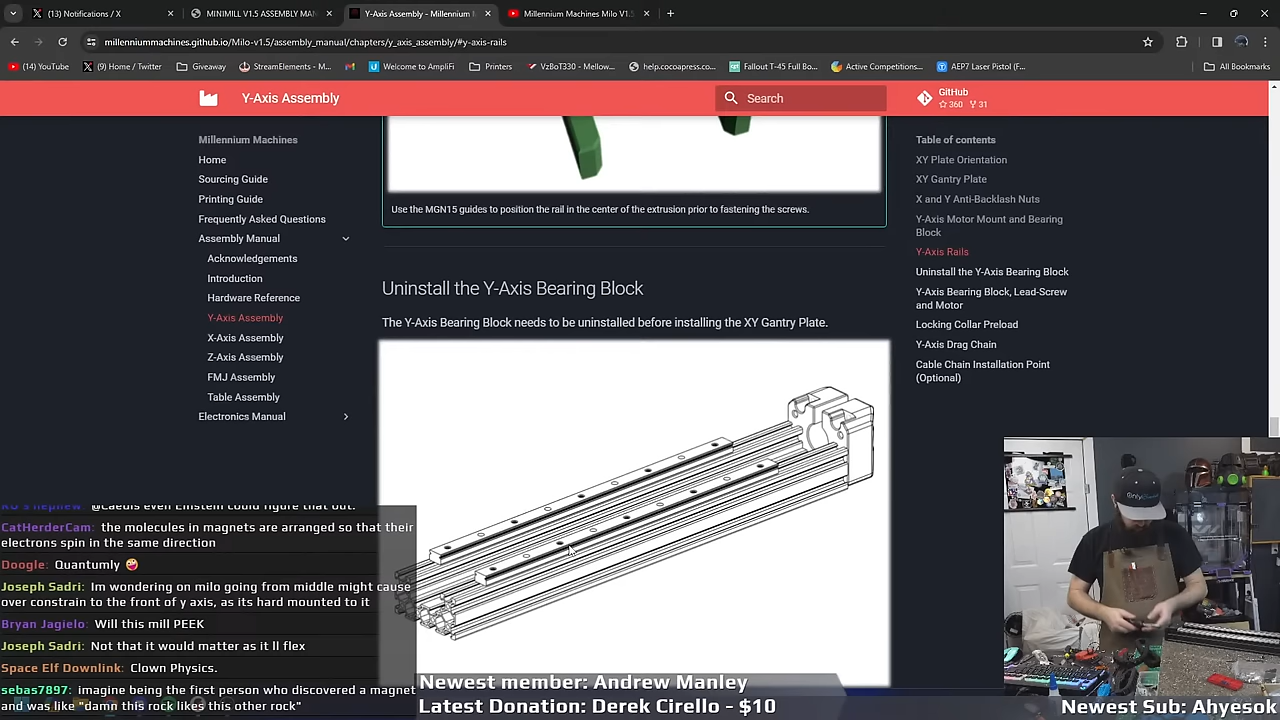 (13) Notifications / X
MINIMILL V1.5 ASSEMBLY MAN
Y-Axis Assembly - Millennium M
Millennium Machines Milo v1.5
millenniummachines.github.io/Milo-v1.5/assembly_manual/chapters/y_axis_assembly/#y-axis-rails
(14) YouTube
(9) Home / Twitter
Giveaway
StreamElements - M...
Welcome to AmpliFi
Printers
VzBoT330 - Mellow...
help.cocoapress.co...
Fallout T-45 Full Bo...
Active Competitions...
AEP7 Laser Pistol (F...
All Bookmarks
Y-Axis Assembly
Search
GitHub
360 31
Millennium Machines
Home
Sourcing Guide
Printing Guide
Frequently Asked Questions
Assembly Manual
Acknowledgements
Introduction
Hardware Reference
Y-Axis Assembly
X-Axis Assembly
Z-Axis Assembly
FMJ Assembly
Table Assembly
Electronics Manual
Use the MGN15 guides to position the rail in the center of the extrusion prior to fastening the screws.
Uninstall the Y-Axis Bearing Block
The Y-Axis Bearing Block needs to be uninstalled before installing the XY Gantry Plate.
Table of contents
XY Plate Orientation
XY Gantry Plate
X and Y Anti-Backlash Nuts
Y-Axis Motor Mount and Bearing
Block
Y-Axis Rails
Uninstall the Y-Axis Bearing Block
Y-Axis Bearing Block, Lead-Screw
and Motor
Locking Collar Preload
Y-Axis Drag Chain
Cable Chain Installation Point
(Optional)
@Caedis even Einstein could figure that out.
CatHerderCam: the molecules in magnets are arranged so that their
electrons spin in the same direction
Doogle: Quantumly 🤪
Joseph Sadri: Im wondering on milo going from middle might cause
over constrain to the front of y axis, as its hard mounted to it
Bryan Jagielo: Will this mill PEEK
Joseph Sadri: Not that it would matter as it ll flex
Space Elf Downlink: Clown Physics.
sebas7897: imagine being the first person who discovered a magnet
and was like "damn this rock likes this other rock"
Newest member: Andrew Manley
Latest Donation: Derek Cirello - $10
Newest Sub: Ahyesok